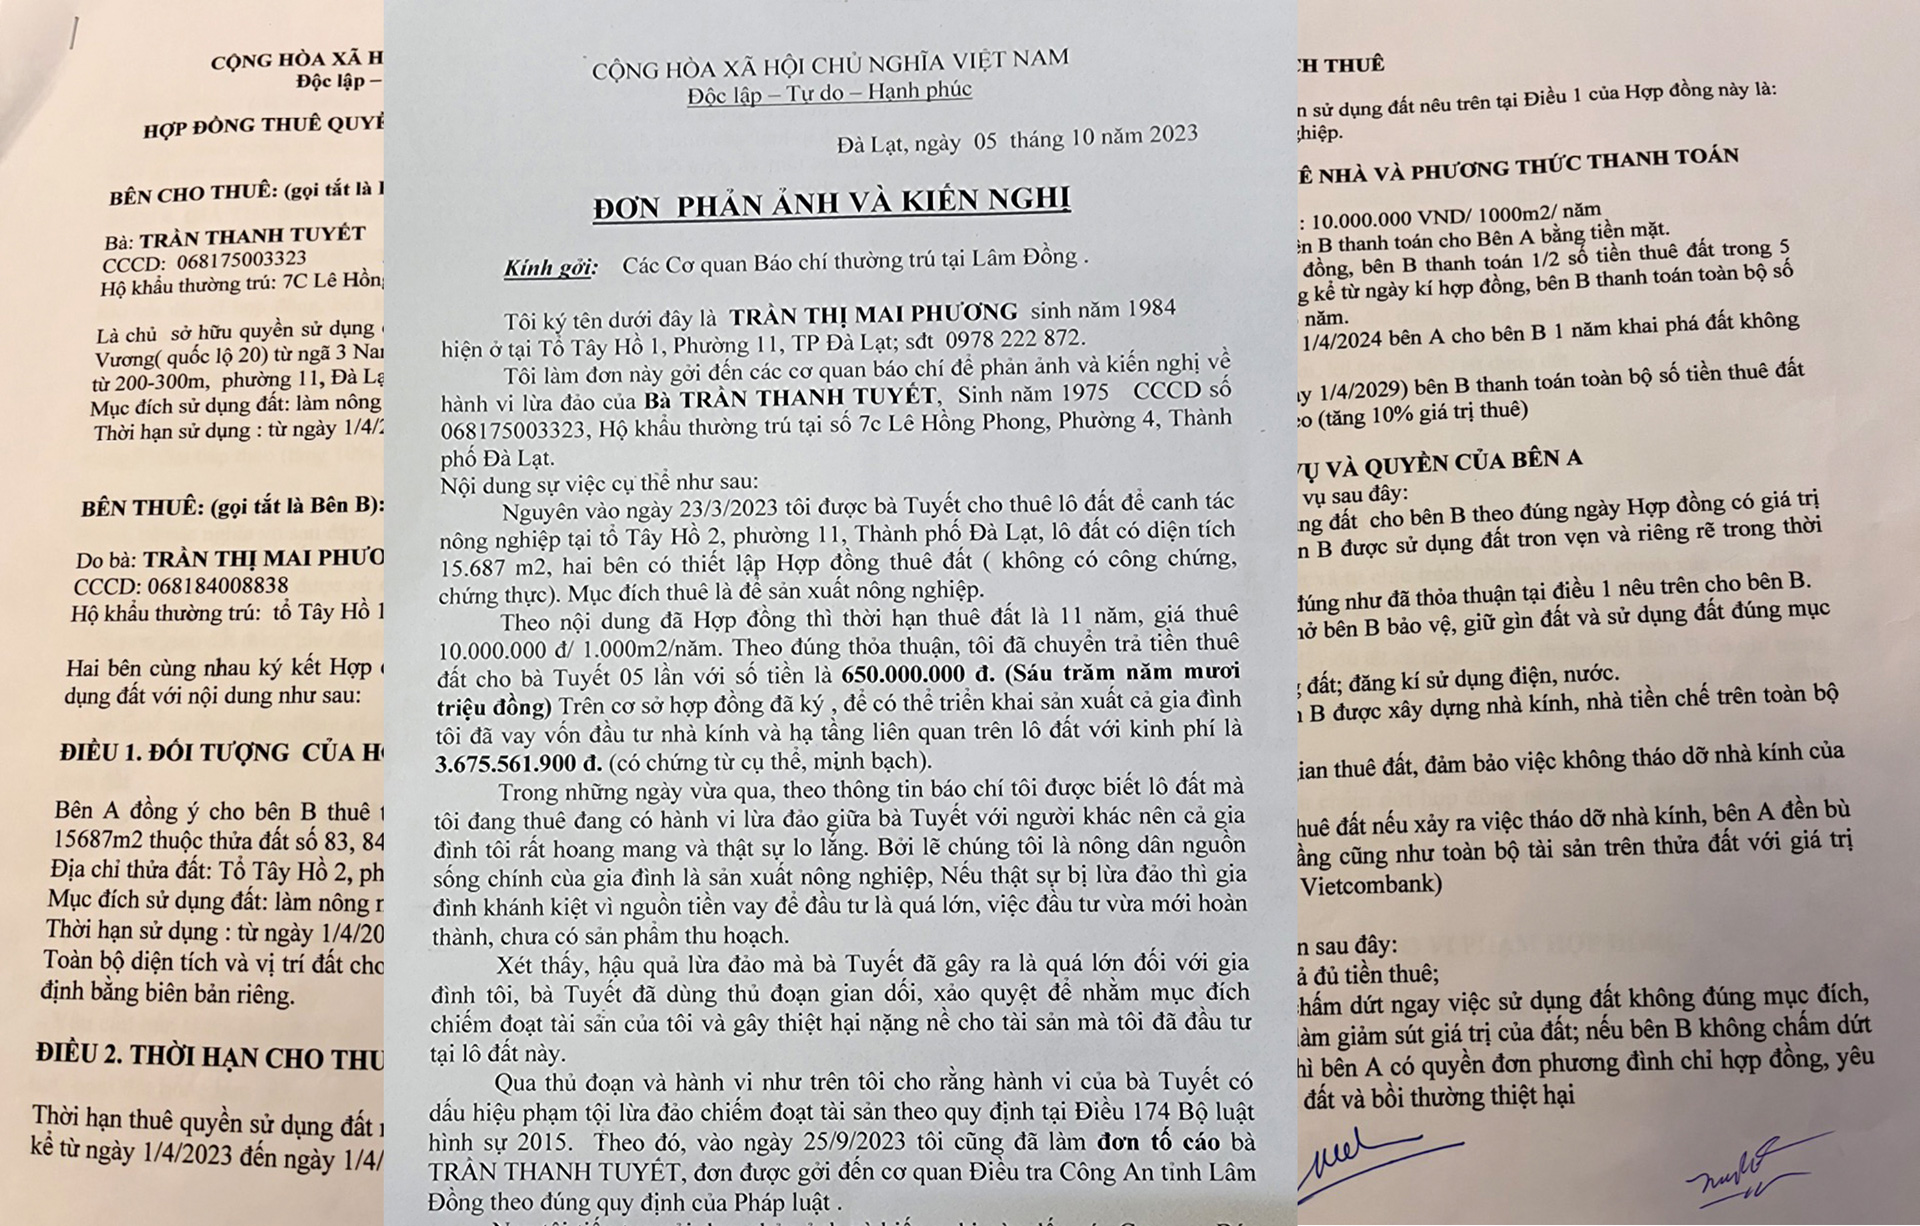 CỘNG HÒA XÃ H
Độc lập –
HỢP ĐỒNG THUÊ QUYỀ
BÊN CHO THUÊ: (gọi tắt là
Bà: TRẦN THANH TUYẾT
CCCD: 068175003323
Hộ khẩu thường trú: 7C Lê Hồng
Là chủ sở hữu quyền sử dụng
Vương( quốc lộ 20) từ ngã 3 Nam
từ 200-300m, phường 11, Đà Lạ
Mục đích sử dụng đất: làm nông
Thời hạn sử dụng : từ ngày 1/4/2
BÊN THUÊ: (gọi tắt là Bên B):
Do bà: TRẦN THỊ MAI PHƯƠ
CCCD: 068184008838
Hộ khẩu thường trú: tổ Tây Hồ 1
Hai bên cùng nhau ký kết Hợp
dụng đất với nội dung như sau:
ĐIỀU 1. ĐỐI TƯỢNG CỦA H
Bên A đồng ý cho bên B thuê t
15687m2 thuộc thửa đất số 83, 84
Địa chỉ thửa đất: Tổ Tây Hồ 2, ph
Mục đích sử dụng đất: làm nông n
Thời hạn sử dụng : từ ngày 1/4/20
Toàn bộ diện tích và vị trí đất cho
định bằng biên bản riêng.
ĐIỀU 2. THỜI HẠN CHO THU
Thời hạn thuê quyền sử dụng đất
kể từ ngày 1/4/2023 đến ngày 1/4/
CỘNG HÒA XÃ HỘI CHỦ NGHĨA VIỆT NAM
Độc lập – Tự do – Hạnh phúc
Đà Lạt, ngày 05 tháng 10 năm 2023
ĐƠN PHẢN ẢNH VÀ KIẾN NGHỊ
Kính gởi: Các Cơ quan Báo chí thường trú tại Lâm Đồng .
Tôi ký tên dưới đây là TRẦN THỊ MAI PHƯƠNG sinh năm 1984
hiện ở tại Tổ Tây Hồ 1, Phường 11, TP Đà Lạt; sđt 0978 222 872.
Tôi làm đơn này gởi đến các cơ quan báo chí để phản ảnh và kiến nghị về
hành vi lừa đảo của Bà TRẦN THANH TUYẾT, Sinh năm 1975 CCCD số
068175003323, Hộ khẩu thường trú tại số 7c Lê Hồng Phong, Phường 4, Thành
phố Đà Lạt.
Nội dung sự việc cụ thể như sau:
Nguyên vào ngày 23/3/2023 tôi được bà Tuyết cho thuê lô đất để canh tác
nông nghiệp tại tổ Tây Hồ 2, phường 11, Thành phố Đà Lạt, lô đất có diện tích
15.687 m2, hai bên có thiết lập Hợp đồng thuê đất ( không có công chứng,
chứng thực). Mục đích thuê là để sản xuất nông nghiệp.
Theo nội dung đã Hợp đồng thì thời hạn thuê đất là 11 năm, giá thuê
10.000.000 đ/ 1.000m2/năm. Theo đúng thỏa thuận, tôi đã chuyển trả tiền thuê
đất cho bà Tuyết 05 lần với số tiền là 650.000.000 đ. (Sáu trăm năm mươi
triệu đồng) Trên cơ sở hợp đồng đã ký , để có thể triển khai sản xuất cả gia đình
tôi đã vay vốn đầu tư nhà kính và hạ tầng liên quan trên lô đất với kinh phí là
3.675.561.900 đ. (có chứng từ cụ thể, minh bạch).
Trong những ngày vừa qua, theo thông tin báo chí tôi được biết lô đất mà
tôi đang thuê đang có hành vi lừa đảo giữa bà Tuyết với người khác nên cả gia
đình tôi rất hoang mang và thật sự lo lắng. Bởi lẽ chúng tôi là nông dân nguồn
sống chính của gia đình là sản xuất nông nghiệp, Nếu thật sự bị lừa đảo thì gia
đình khánh kiệt vì nguồn tiền vay để đầu tư là quá lớn, việc đầu tư vừa mới hoàn
thành, chưa có sản phẩm thu hoạch.
Xét thấy, hậu quả lừa đảo mà bà Tuyết đã gây ra là quá lớn đối với gia
đình tôi, bà Tuyết đã dùng thủ đoạn gian dối, xảo quyệt để nhằm mục đích
chiếm đoạt tài sản của tôi và gây thiệt hại nặng nề cho tài sản mà tôi đã đầu tư
tại lô đất này.
Qua thủ đoạn và hành vi như trên tôi cho rằng hành vi của bà Tuyết có
dấu hiệu phạm tội lừa đảo chiếm đoạt tài sản theo quy định tại Điều 174 Bộ luật
hình sự 2015. Theo đó, vào ngày 25/9/2023 tôi cũng đã làm đơn tố cáo bà
TRẦN THANH TUYẾT, đơn được gởi đến cơ quan Điều tra Công An tỉnh Lâm
Đồng theo đúng quy định của Pháp luật .
CH THUÊ
n sử dụng đất nêu trên tại Điều 1 của Hợp đồng này là:
ghiệp.
Ê NHÀ VÀ PHƯƠNG THỨC THANH TOÁN
: 10.000.000 VND/ 1000m2/ năm
ên B thanh toán cho Bên A bằng tiền mặt.
đồng, bên B thanh toán 1/2 số tiền thuê đất trong 5
g kể từ ngày kí hợp đồng, bên B thanh toán toàn bộ số
năm.
1/4/2024 bên A cho bên B 1 năm khai phá đất không
y 1/4/2029) bên B thanh toán toàn bộ số tiền thuê đất
eo (tăng 10% giá trị thuê)
VỤ VÀ QUYỀN CỦA BÊN A
vụ sau đây:
ng đất cho bên B theo đúng ngày Hợp đồng có giá trị
n B được sử dụng đất trọn vẹn và riêng rẽ trong thời
đúng như đã thỏa thuận tại điều 1 nêu trên cho bên B.
hở bên B bảo vệ, giữ gìn đất và sử dụng đất đúng mục
g đất; đăng kí sử dụng điện, nước.
n B được xây dựng nhà kính, nhà tiền chế trên toàn bộ
ian thuê đất, đảm bảo việc không tháo dỡ nhà kính của
huê đất nếu xảy ra việc tháo dỡ nhà kính, bên A đền bù
ầng cũng như toàn bộ tài sản trên thửa đất với giá trị
Vietcombank)
n sau đây:
ả đủ tiền thuê;
hấm dứt ngay việc sử dụng đất không đúng mục đích,
làm giảm sút giá trị của đất; nếu bên B không chấm dứt
hì bên A có quyền đơn phương đình chỉ hợp đồng, yêu
đất và bồi thường thiệt hại